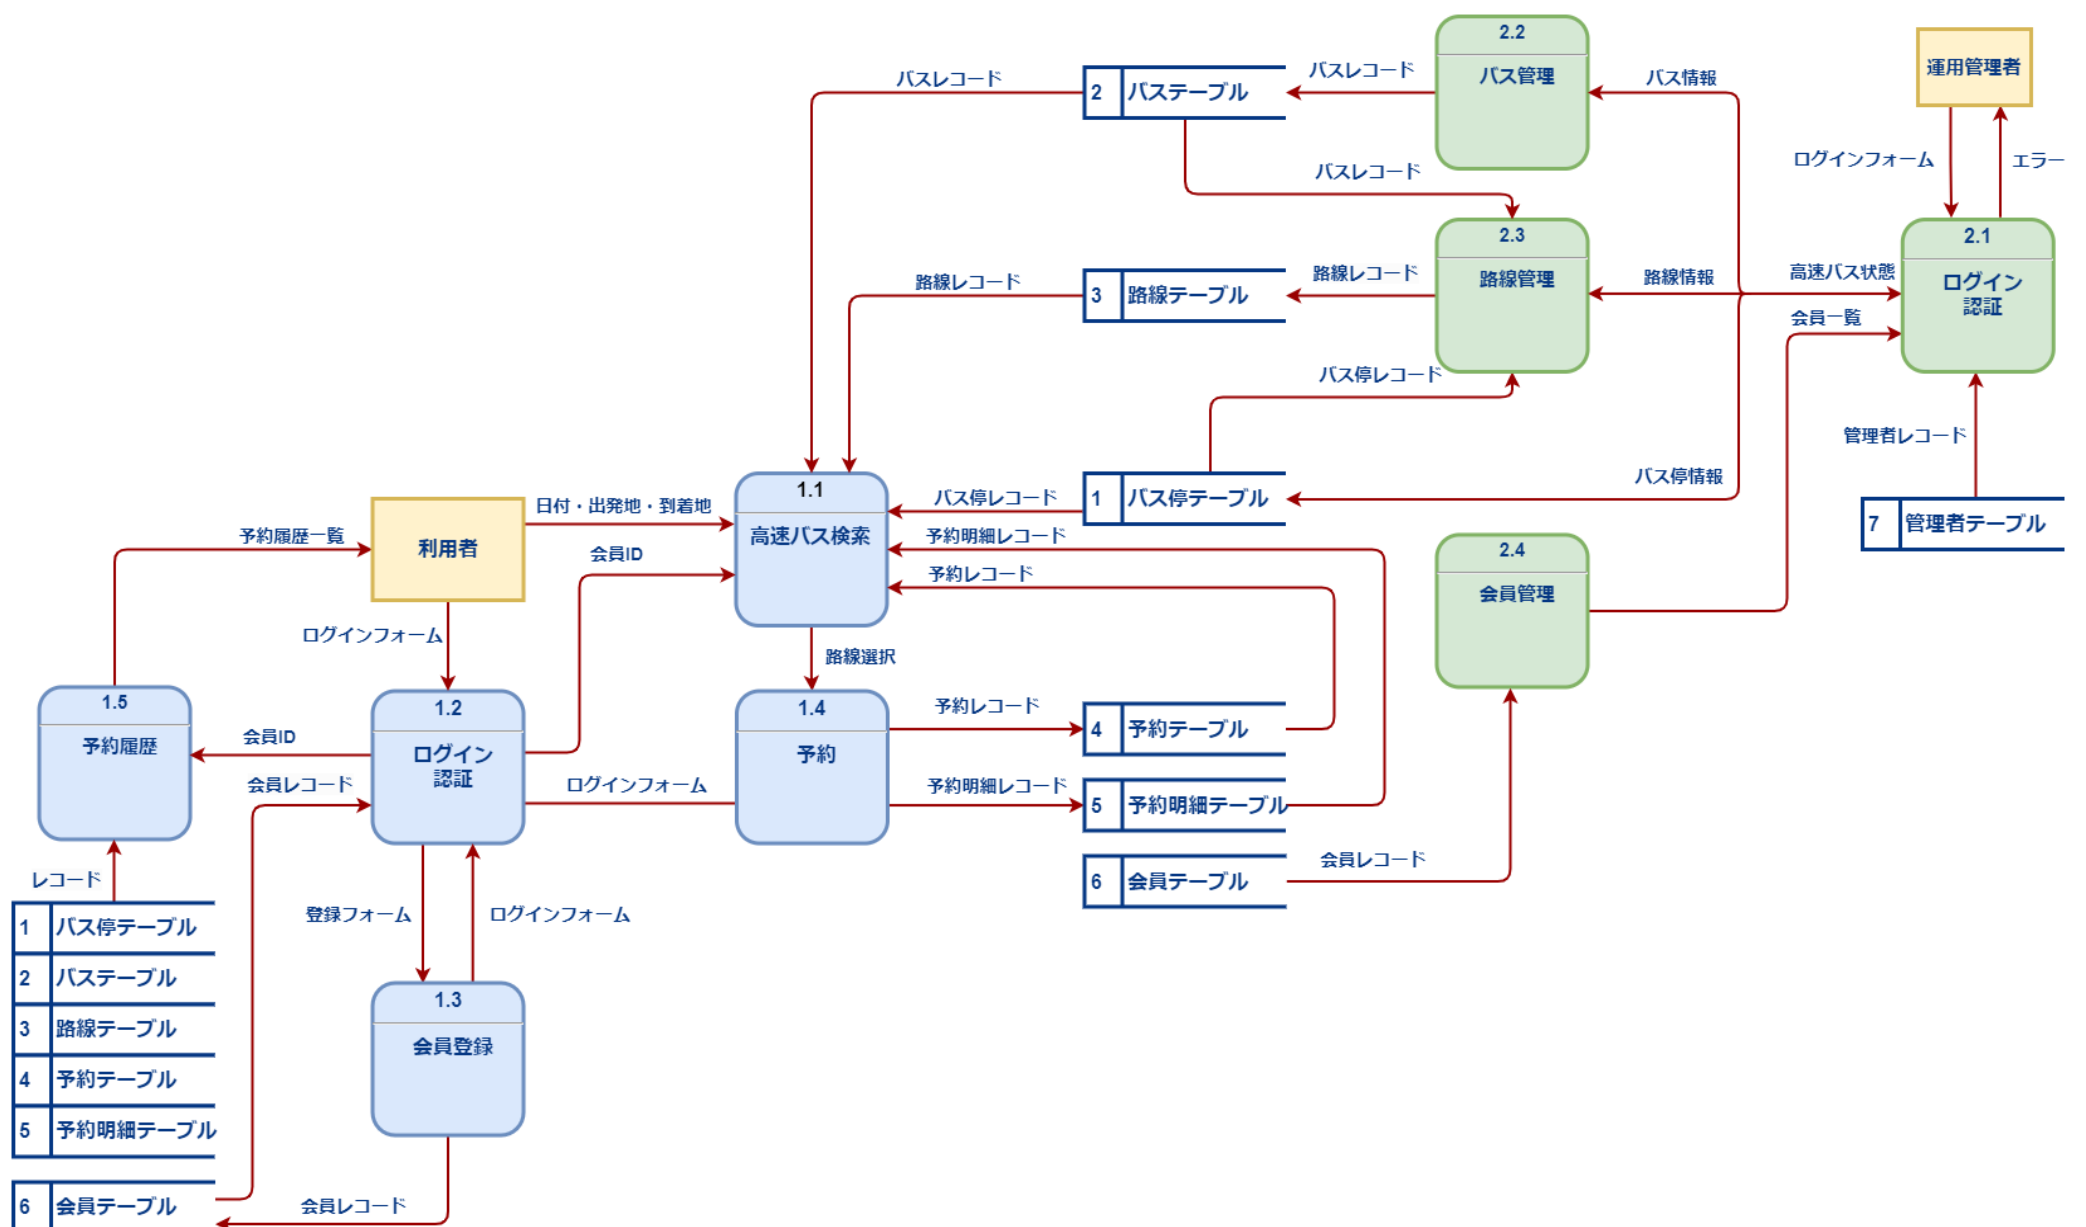 2.2
バス管理
運用管理者
バスレコード
2
バステーブル
バスレコード
バス情報
ログインフォーム
エラー
バスレコード
2.3
路線管理
2.1
ログイン
認証
路線レコード
3
路線テーブル
路線レコード
路線情報
高速バス状態
会員一覧
バス停レコード
管理者レコード
1.1
高速バス検索
日付・出発地・到着地
バス停レコード
1
バス停テーブル
バス停情報
7
管理者テーブル
予約履歴一覧
利用者
会員ID
予約明細レコード
予約レコード
2.4
会員管理
ログインフォーム
路線選択
1.5
予約履歴
会員ID
会員レコード
1.2
ログイン
認証
ログインフォーム
1.4
予約
予約レコード
4
予約テーブル
予約明細レコード
5
予約明細テーブル
6
会員テーブル
会員レコード
レコード
登録フォーム
ログインフォーム
1
バス停テーブル
2
バステーブル
3
路線テーブル
4
予約テーブル
5
予約明細テーブル
1.3
会員登録
6
会員テーブル
会員レコード